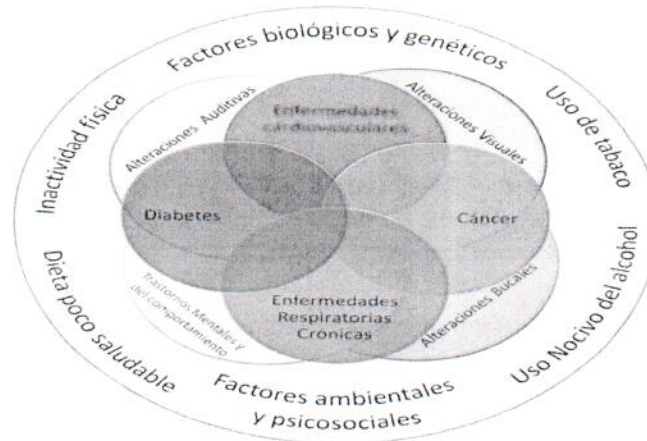 Factores biológicos y genéticos
Inactividad física
Alteraciones Auditivas
Enfermedades
cardiovasculares
Alteraciones Visuales
Uso de tabaco
Diabetes
Cáncer
Dieta poco saludable
Trastornos Mentales y
del comportamiento
Enfermedades
Respiratorias
Crónicas
Alteraciones Bucales
Uso Nocivo del alcohol
Factores ambientales
y psicosociales